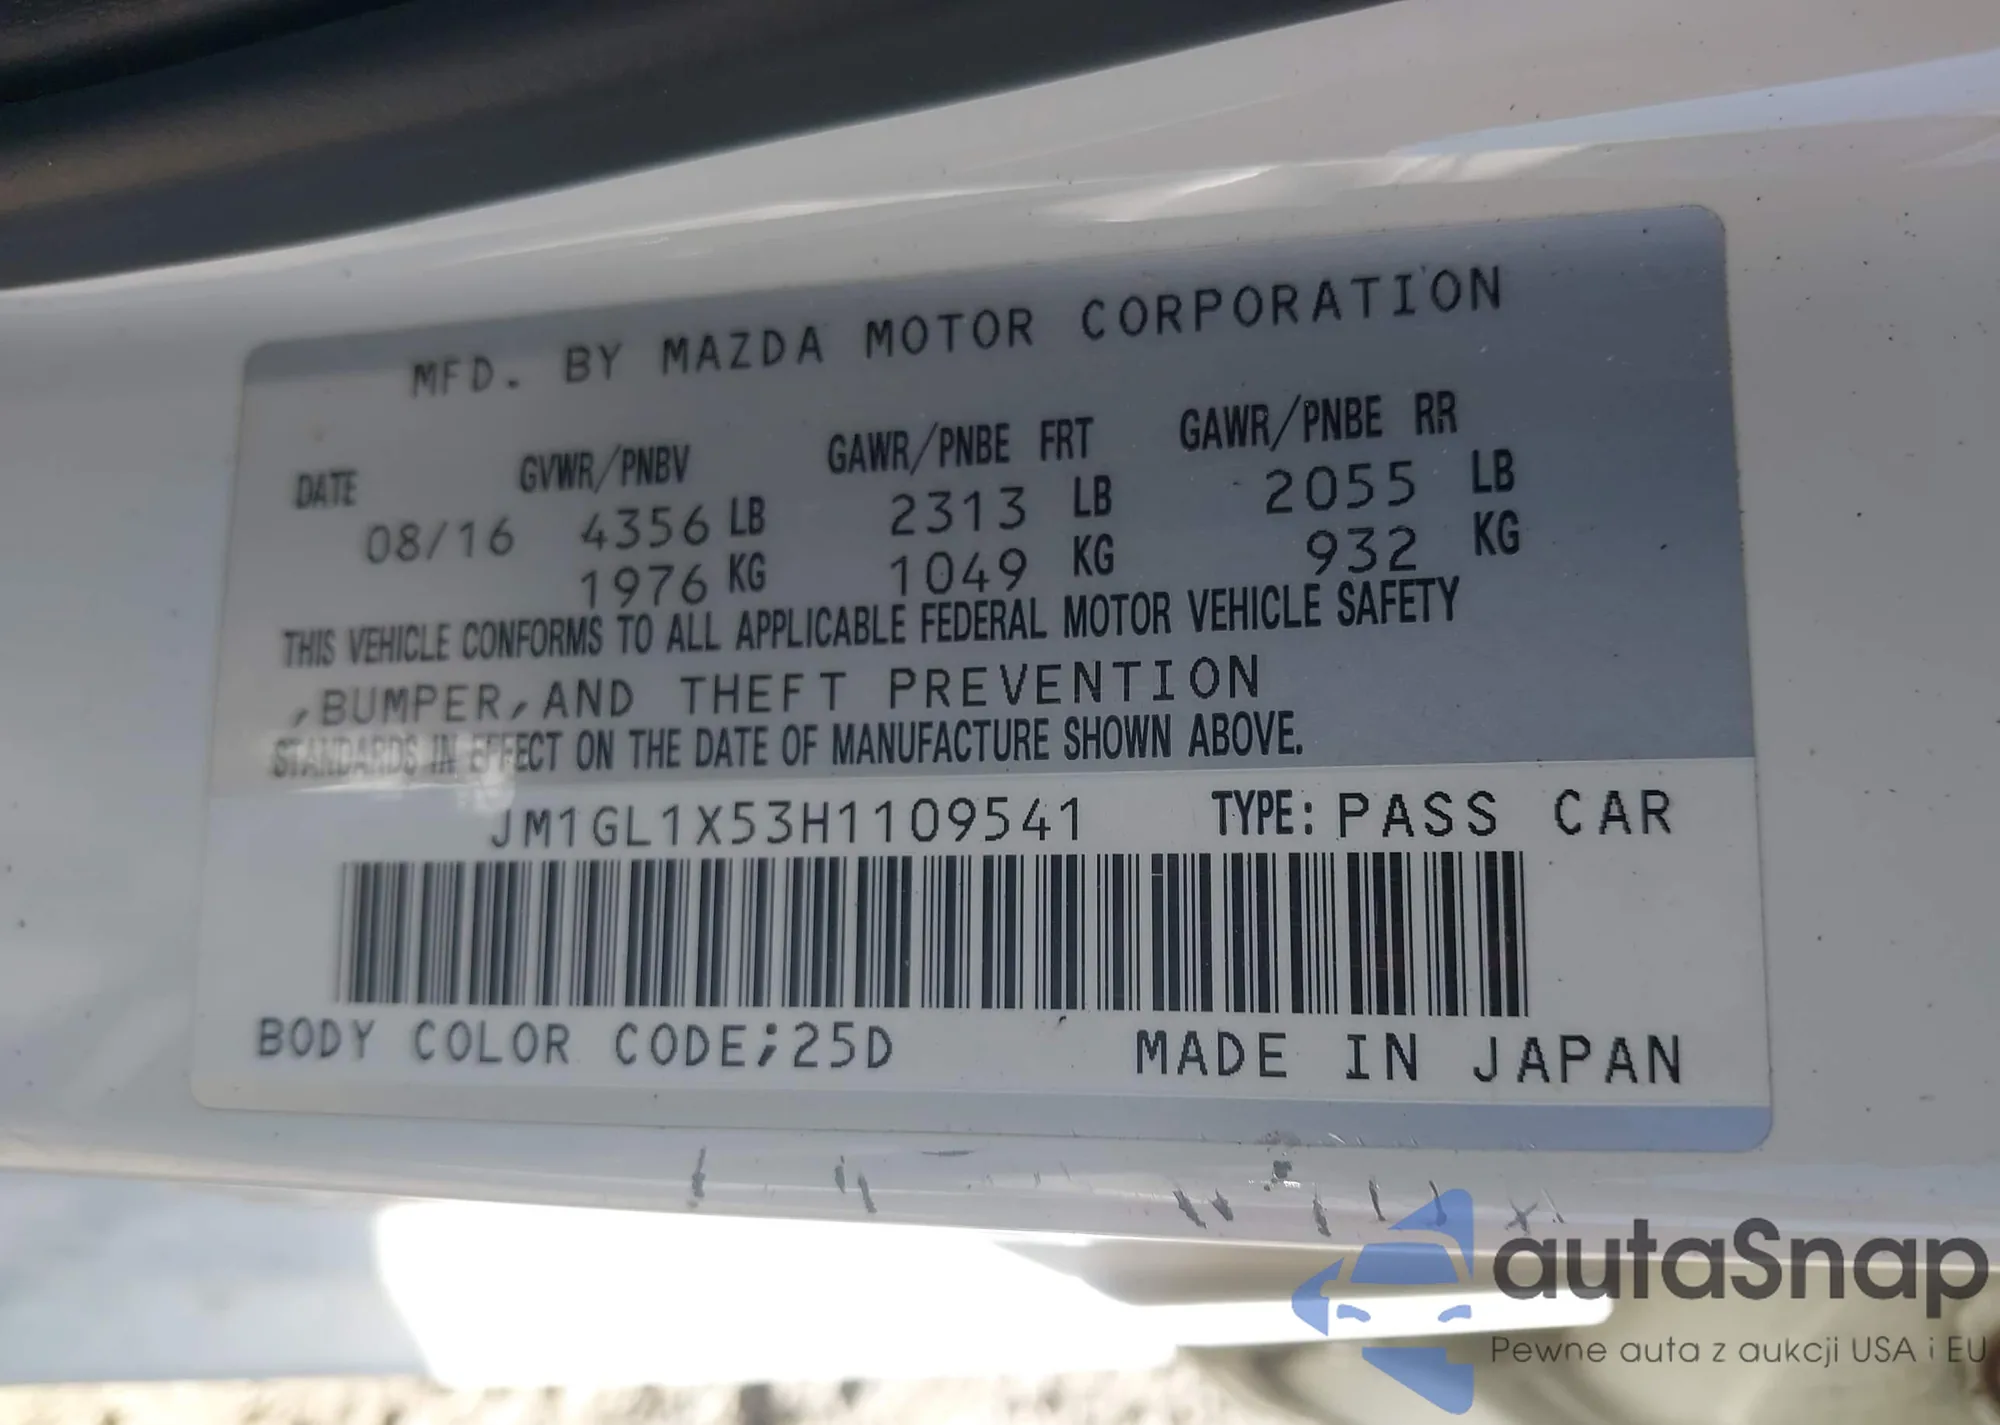 MFD. BY MAZDA MOTOR CORPORATION
DATE GVWR/PNBV GAWR/PNBE FRT GAWR/PNBE RR
08/16 4356 LB 2313 LB 2055 LB
1976 KG 1049 KG 932 KG
THIS VEHICLE CONFORMS TO ALL APPLICABLE FEDERAL MOTOR VEHICLE SAFETY
,BUMPER,AND THEFT PREVENTION
STANDARDS IN EFFECT ON THE DATE OF MANUFACTURE SHOWN ABOVE.
JM1GL1X53H1109541 TYPE: PASS CAR
BODY COLOR CODE;25D MADE IN JAPAN
autaSnap
Pewne auta z aukcji USA i EU